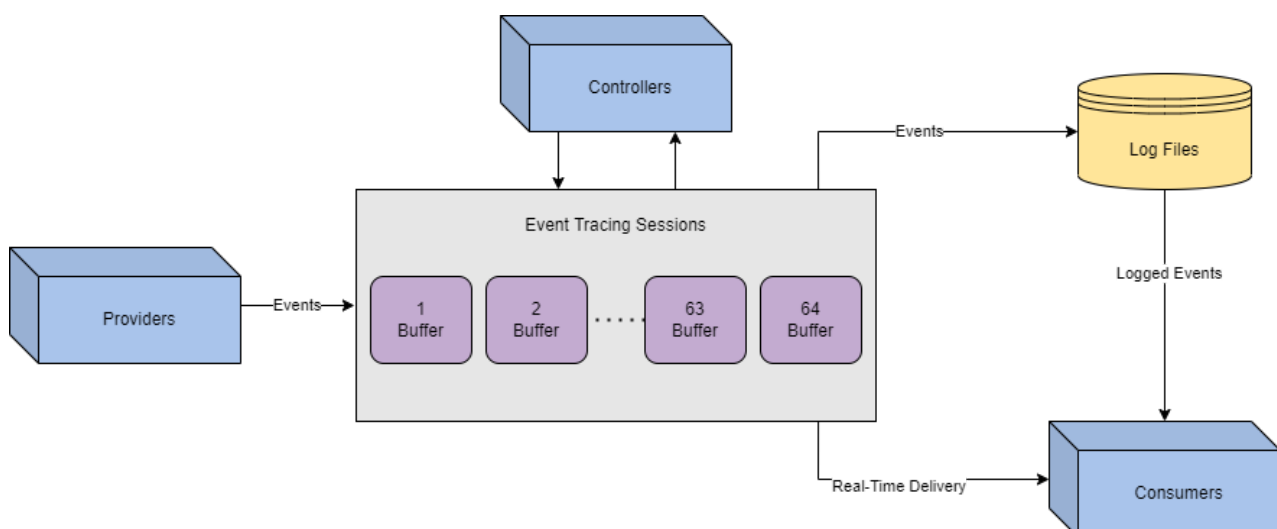 Controllers
Events
Log Files
Event Tracing Sessions
Providers
Events
1
Buffer
2
Buffer
.....
63
Buffer
64
Buffer
Logged Events
Real-Time Delivery
Consumers